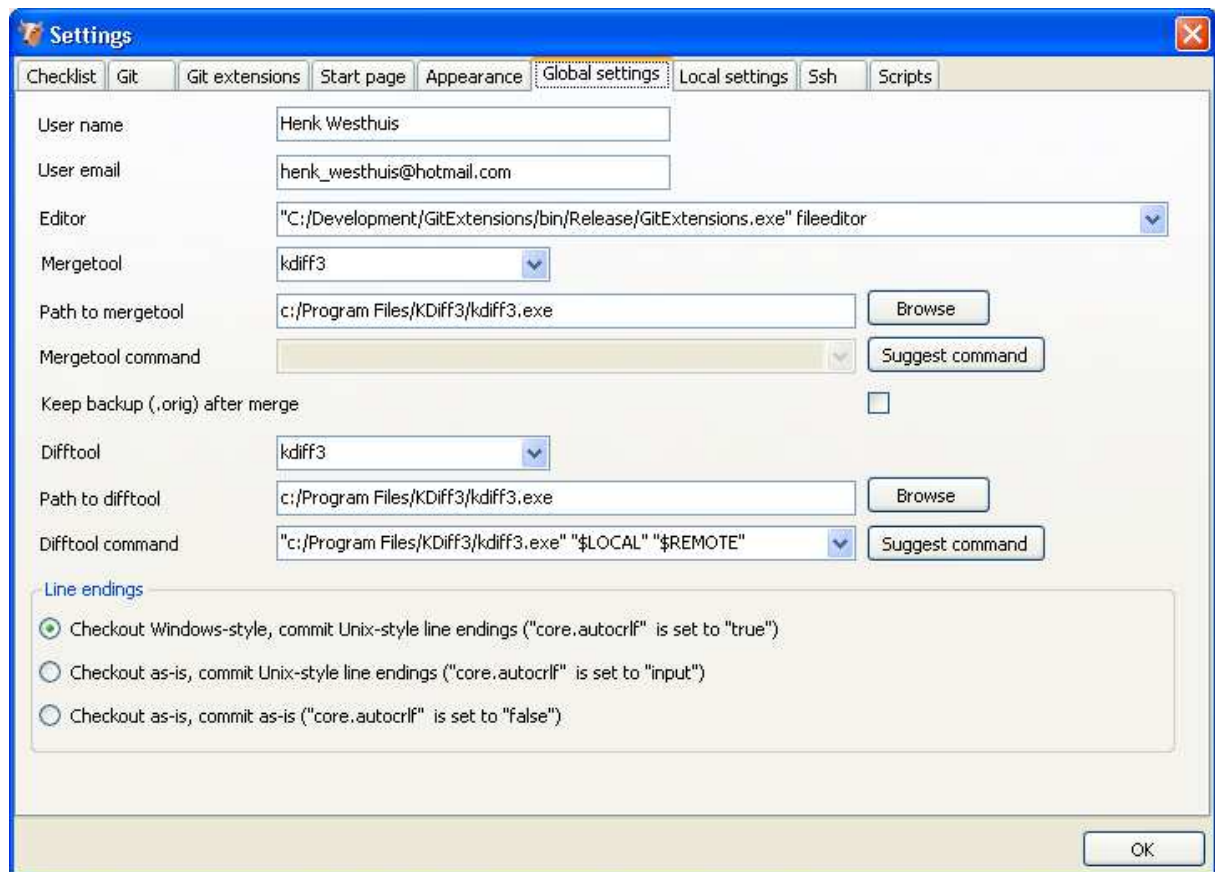 Settings
Checklist Git Git extensions Start page Appearance Global settings Local settings Ssh Scripts
User name Henk Westhuis
User email henk_westhuis@hotmail.com
Editor "C:/Development/GitExtensions/bin/Release/GitExtensions.exe" fileeditor
Mergetool kdiff3
Path to mergetool c:/Program Files/KDiff3/kdiff3.exe Browse
Mergetool command Suggest command
Keep backup (.orig) after merge
Difftool kdiff3
Path to difftool c:/Program Files/KDiff3/kdiff3.exe Browse
Difftool command "c:/Program Files/KDiff3/kdiff3.exe" "$LOCAL" "$REMOTE" Suggest command
Line endings
Checkout Windows-style, commit Unix-style line endings ("core.autocrlf" is set to "true")
Checkout as-is, commit Unix-style line endings ("core.autocrlf" is set to "input")
Checkout as-is, commit as-is ("core.autocrlf" is set to "false")
OK